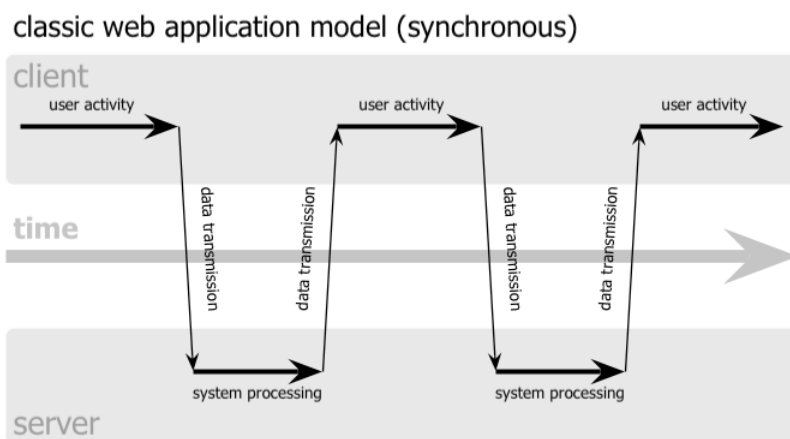 classic web application model (synchronous)
client
user activity
user activity
user activity
data transmission
data transmission
data transmission
data transmission
time
system processing
system processing
server